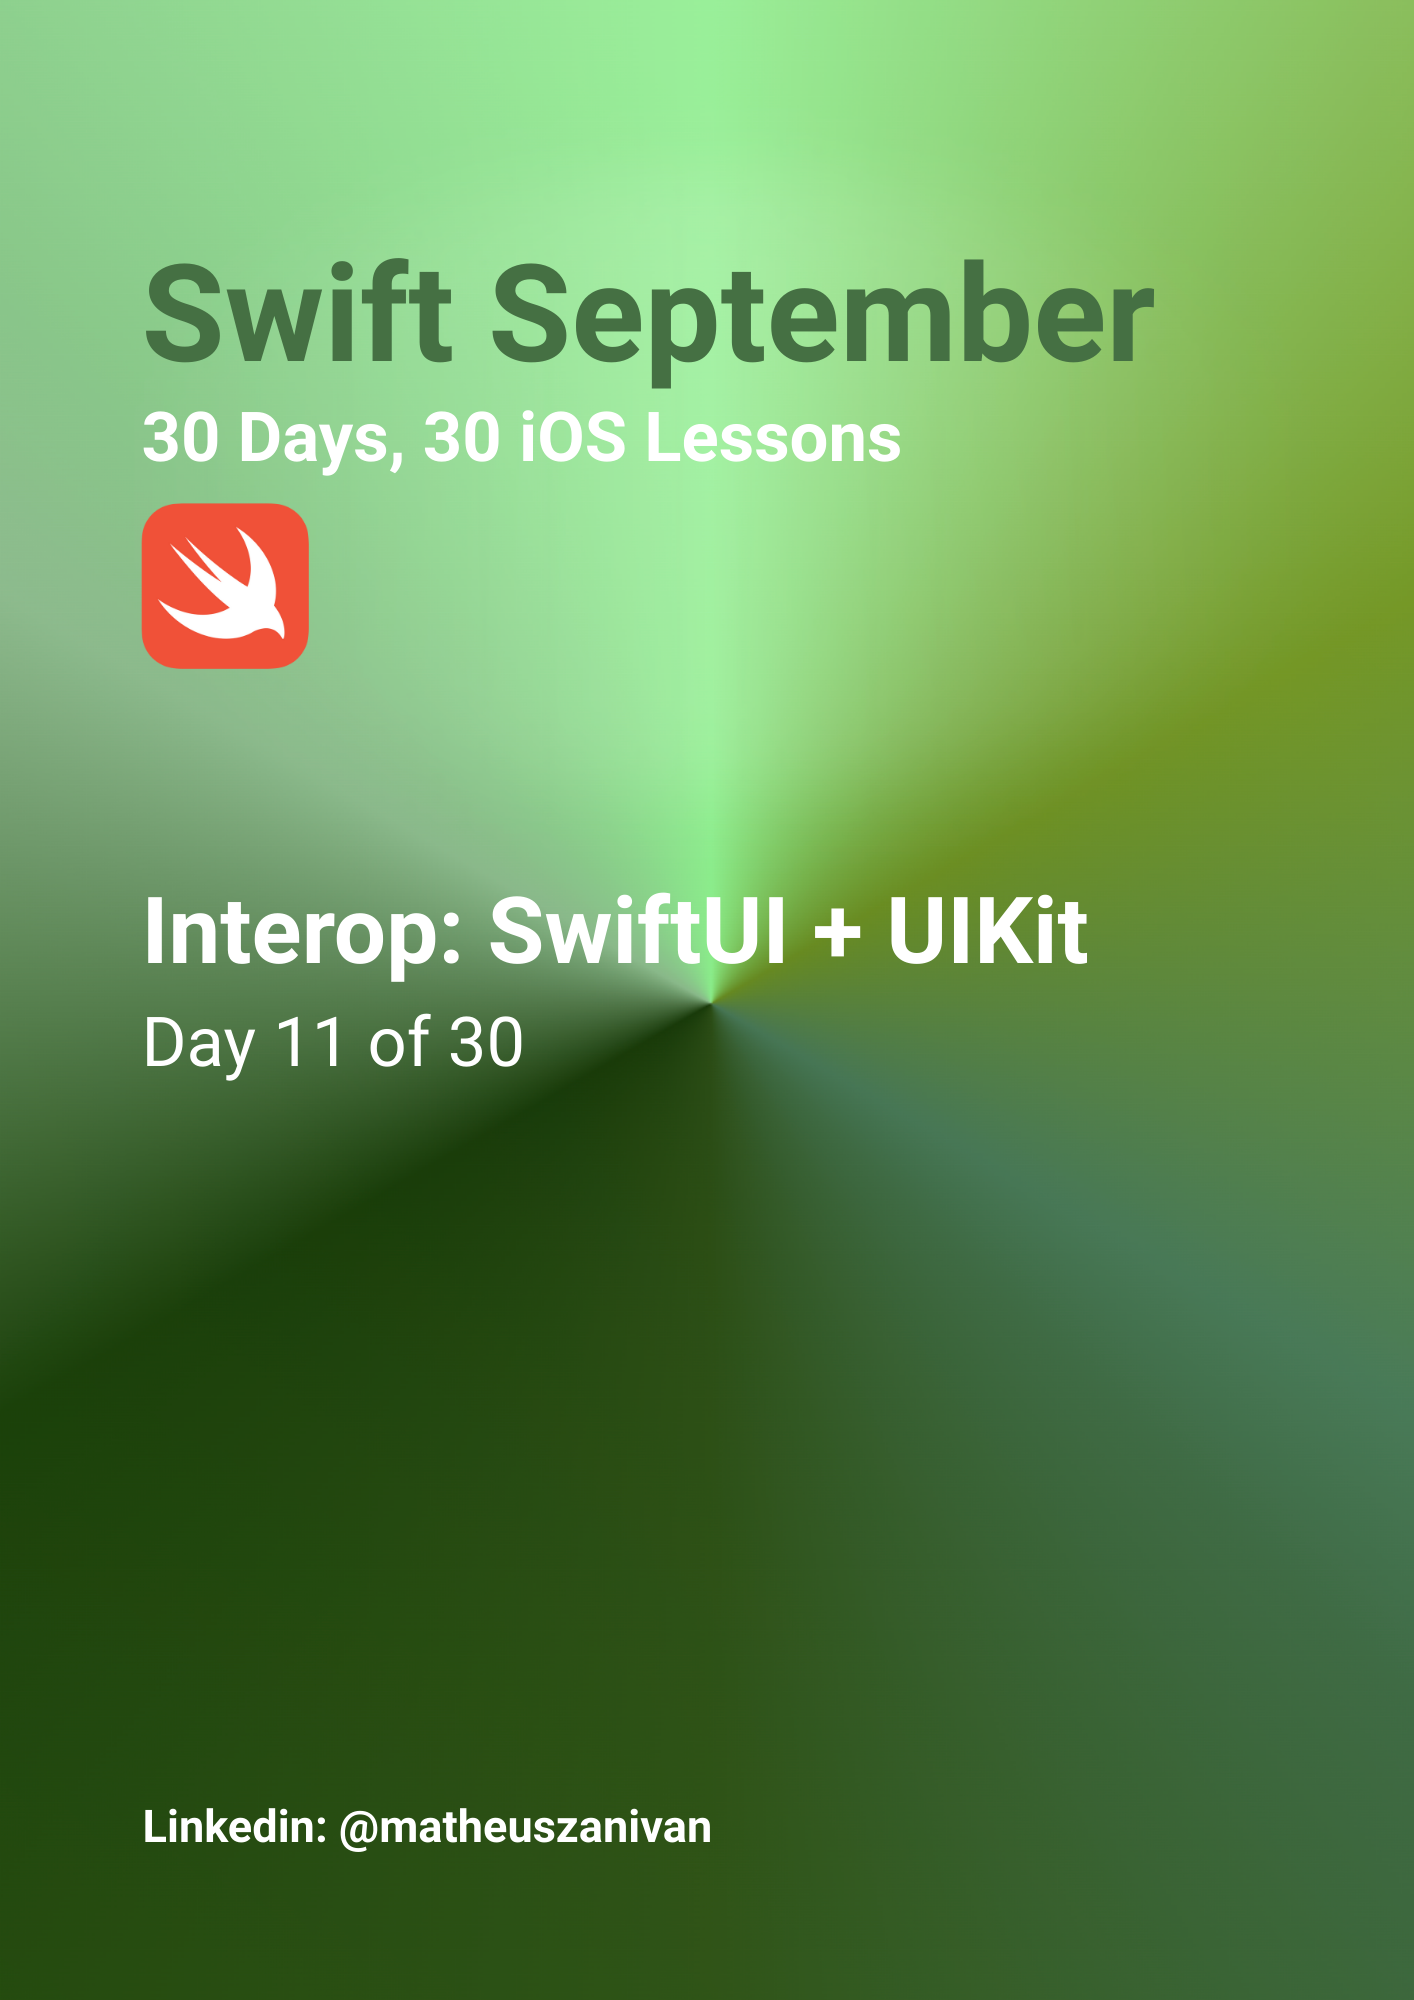 Swift September
30 Days, 30 iOS Lessons
Interop: SwiftUI + UIKit
Day 11 of 30
Linkedin: @matheuszanivan